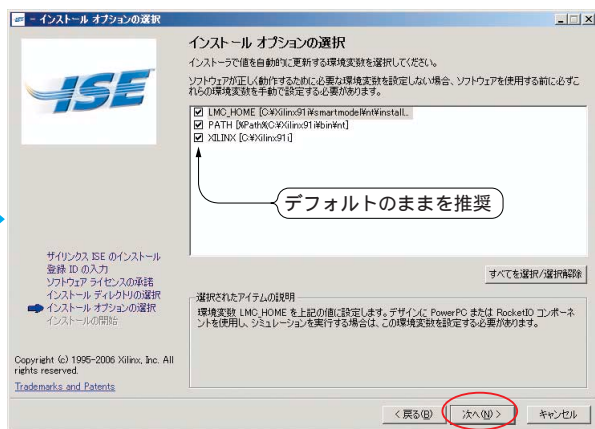 ISE - インストール オプションの選択
ISE
インストール オプションの選択
インストーラで値を自動的に更新する環境変数を選択してください。
ソフトウェアが正しく動作するために必要な環境変数を設定しない場合、ソフトウェアを使用する前に必ずこ
れらの環境変数を手動で設定する必要があります。
LMC_HOME [C:¥Xilinx91i¥smartmodel¥nt¥install..
PATH [%Path%;C:¥Xilinx91i¥bin¥nt]
XILINX [C:¥Xilinx91i]
デフォルトのままを推奨
ザイリンクス ISE のインストール
登録 ID の入力
ソフトウェア ライセンスの承諾
インストール ディレクトリの選択
インストール オプションの選択
インストールの開始
すべてを選択/選択解除
選択されたアイテムの説明
環境変数 LMC_HOME を上記の値に設定します。デザインに PowerPC または RocketIO コンポーネ
ントを使用し、シミュレーションを実行する場合は、この環境変数を設定する必要があります。
Copyright (c) 1995-2006 Xilinx, Inc. All
rights reserved.
Trademarks and Patents
< 戻る(B)
次へ(N) >
キャンセル